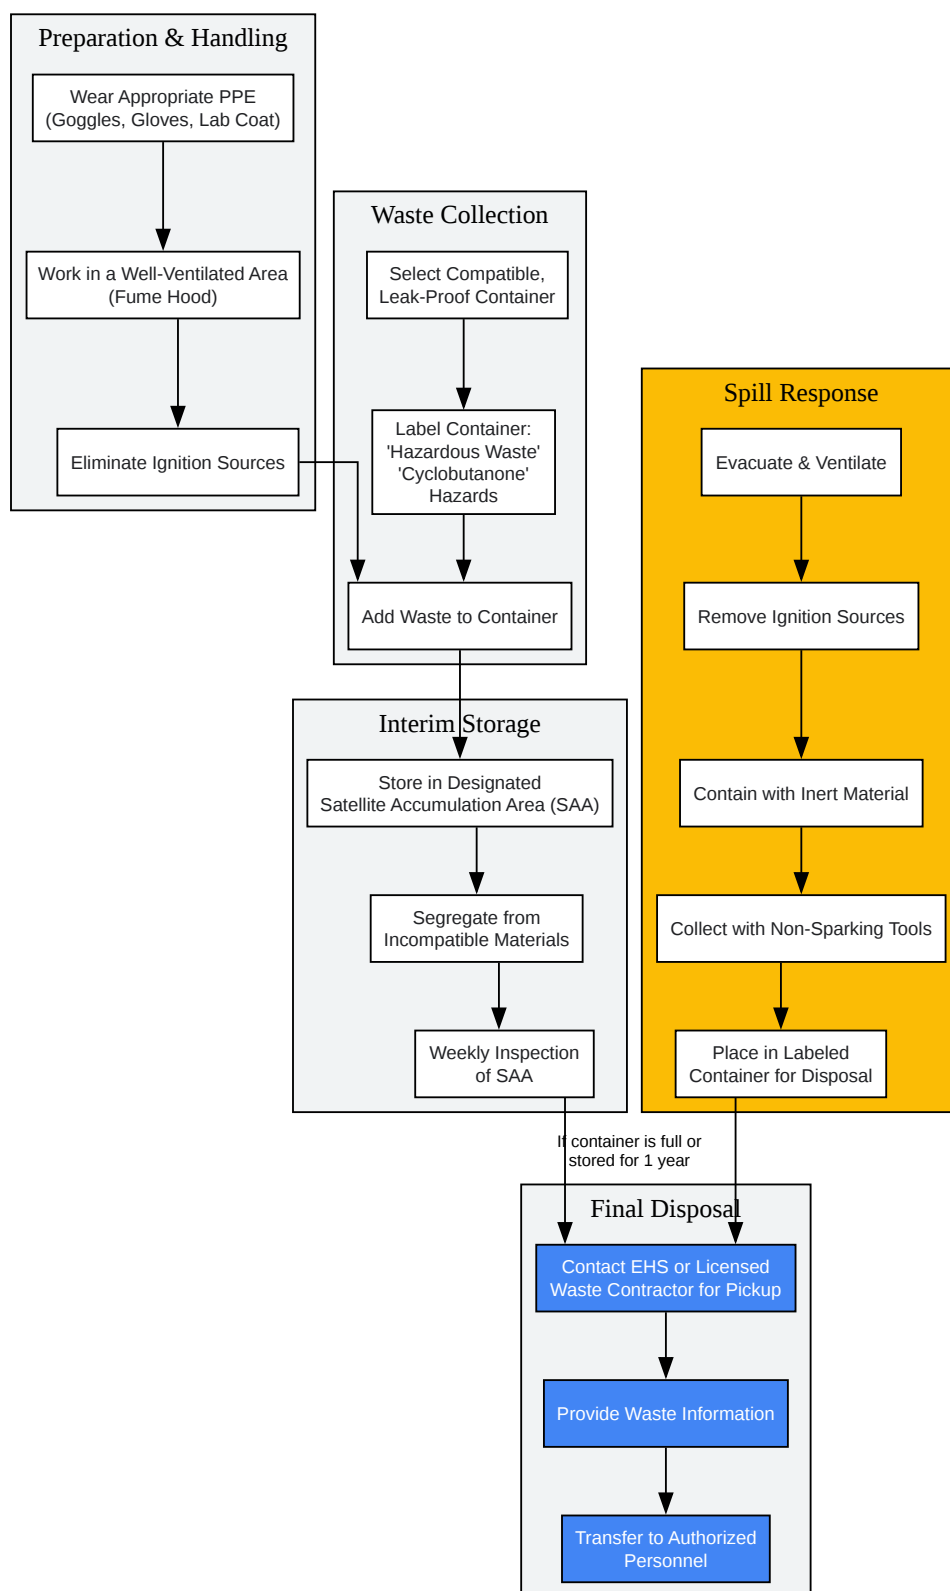 Preparation & Handling
Wear Appropriate PPE
(Goggles, Gloves, Lab Coat)
Work in a Well-Ventilated Area
(Fume Hood)
Eliminate Ignition Sources
Waste Collection
Select Compatible,
Leak-Proof Container
Label Container:
'Hazardous Waste'
'Cyclobutanone'
Hazards
Add Waste to Container
Interim Storage
Store in Designated
Satellite Accumulation Area (SAA)
Segregate from
Incompatible Materials
Weekly Inspection
of SAA
Spill Response
Evacuate & Ventilate
Remove Ignition Sources
Contain with Inert Material
Collect with Non-Sparking Tools
Place in Labeled
Container for Disposal
If container is full or
stored for 1 year
Final Disposal
Contact EHS or Licensed
Waste Contractor for Pickup
Provide Waste Information
Transfer to Authorized
Personnel